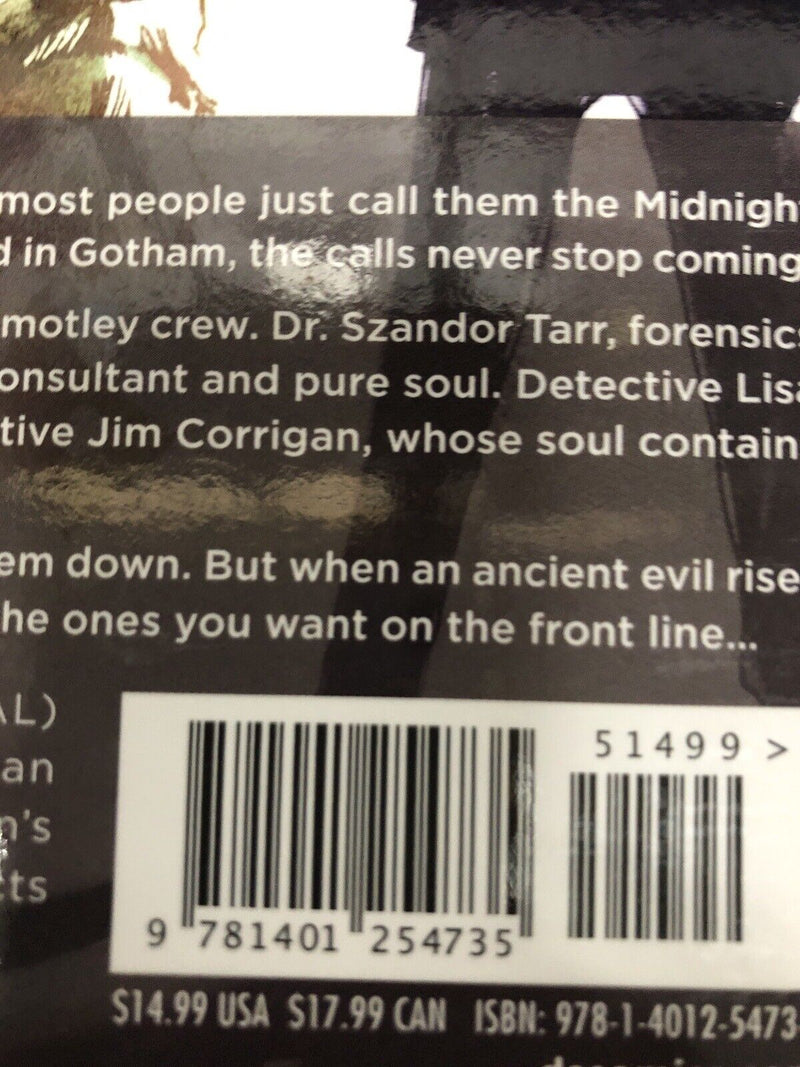 most people just call them the Midnigh
d in Gotham, the calls never stop coming
motley crew. Dr. Szandor Tarr, forensic
onsultant and pure soul. Detective Lisa
tive Jim Corrigan, whose soul contain
em down. But when an ancient evil rise
he ones you want on the front line...
AL)
an
n's
cts
51499 >
9 781401 254735
$14.99 USA $17.99 CAN ISBN: 978-1-4012-5473